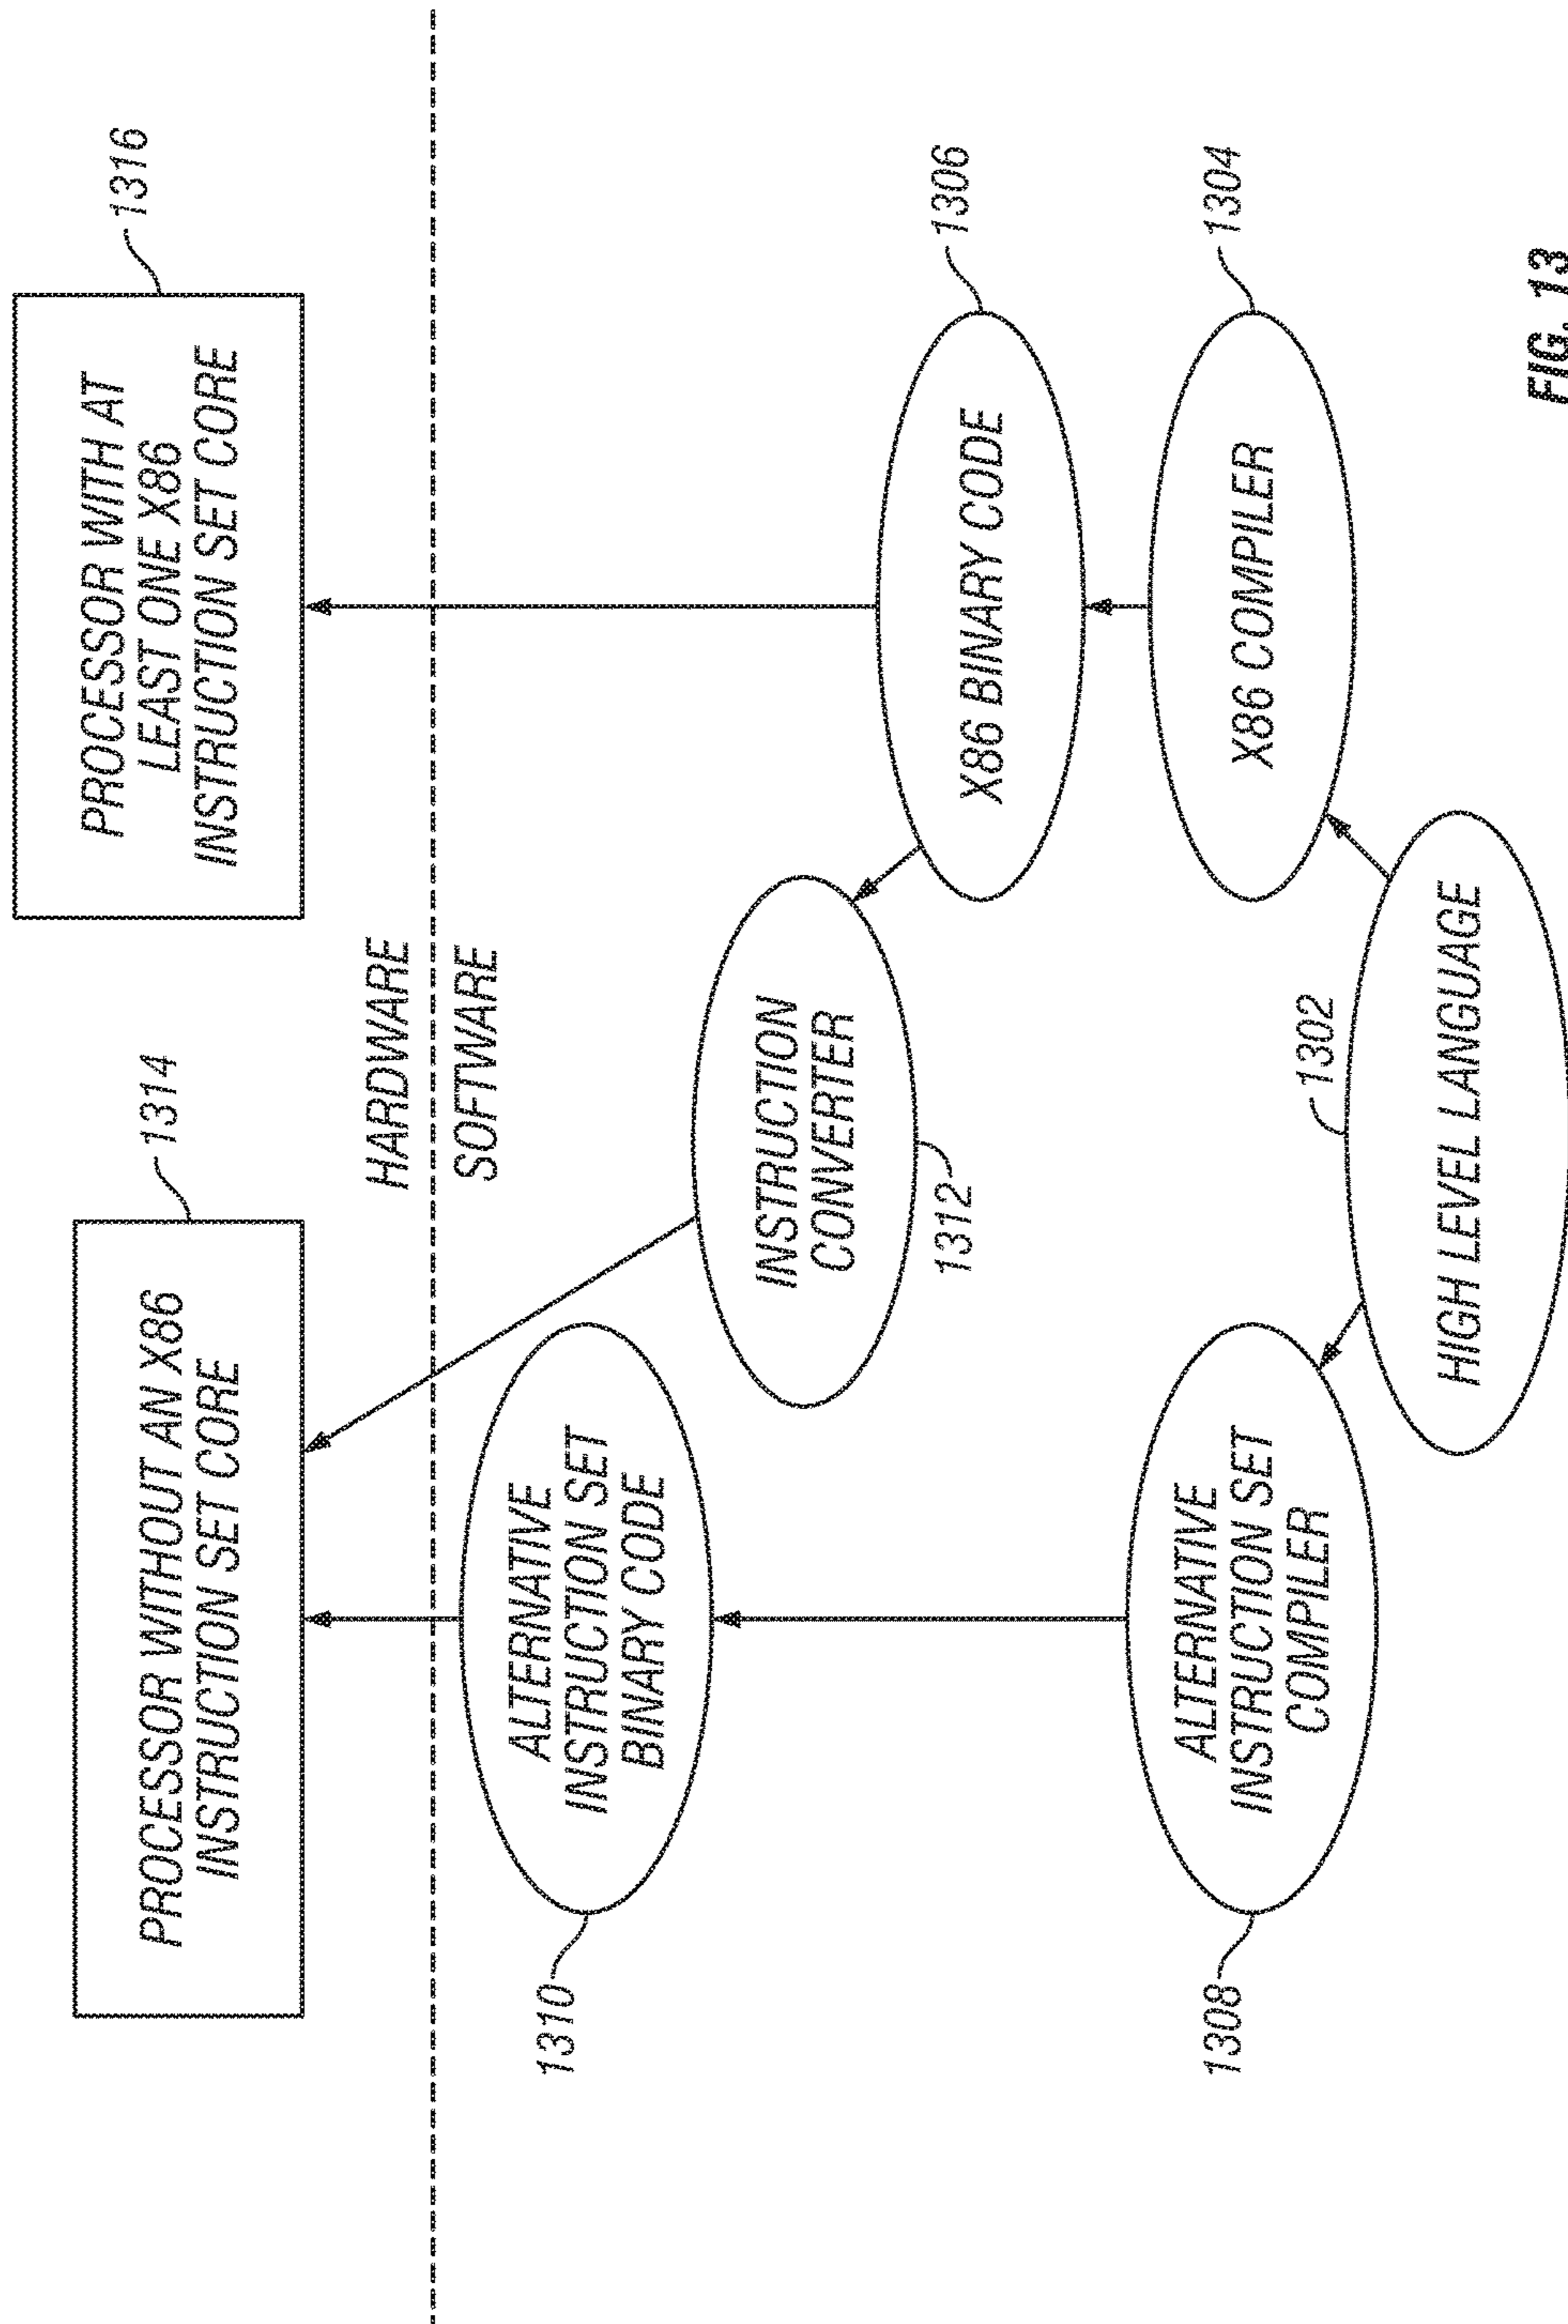 PROCESSOR WITHOUT AN X86
INSTRUCTION SET CORE
1314
PROCESSOR WITH AT
LEAST ONE X86
INSTRUCTION SET CORE
1316
HARDWARE
SOFTWARE
1310
ALTERNATIVE
INSTRUCTION SET
BINARY CODE
INSTRUCTION
CONVERTER
1312
X86 BINARY CODE
1306
1308
ALTERNATIVE
INSTRUCTION SET
COMPILER
X86 COMPILER
1304
1302
HIGH LEVEL LANGUAGE
FIG. 13